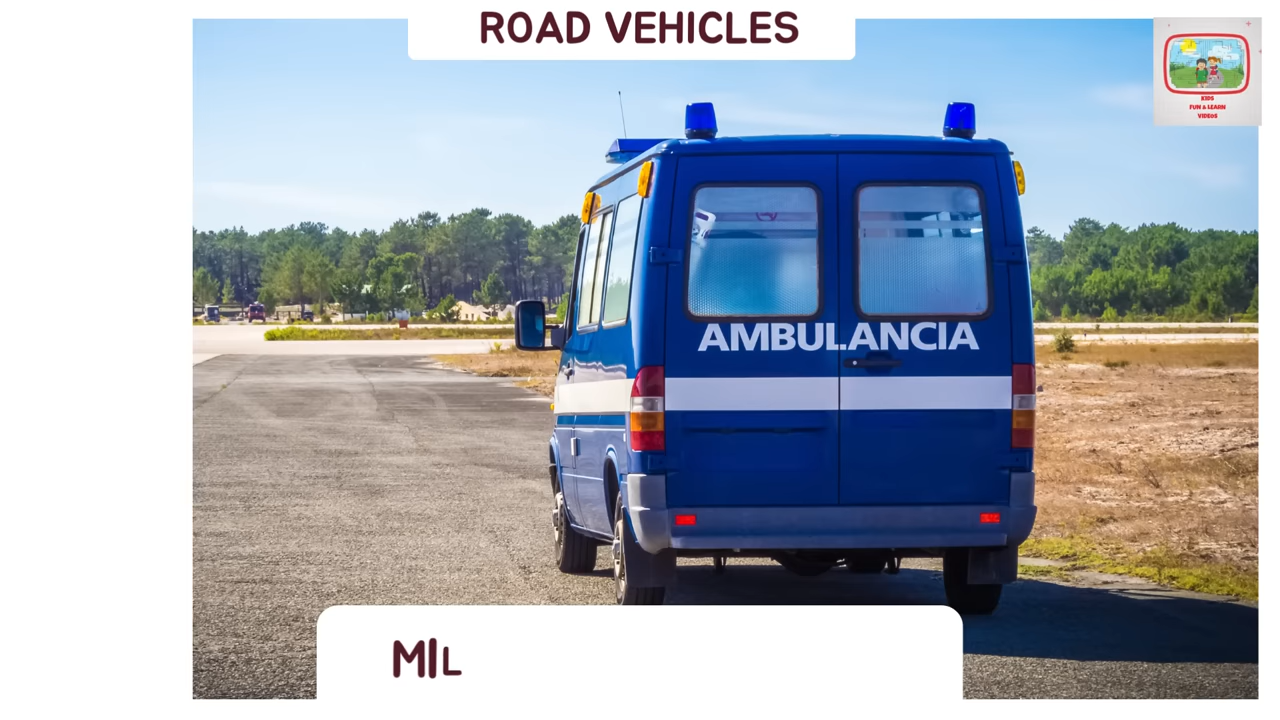 ROAD VEHICLES
KIDS
FUN & LEARN
VIDEOS
AMBULANCIA
MIL